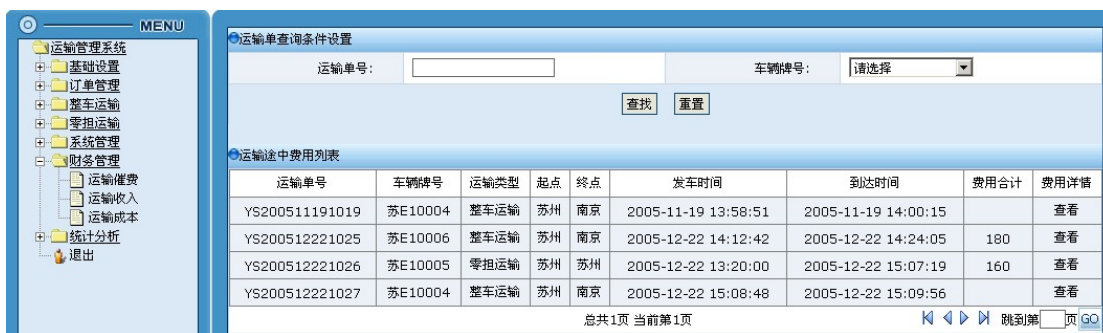 MENU
运输管理系统
基础设置
订单管理
整车运输
零担运输
系统管理
财务管理
运输催费
运输收入
运输成本
统计分析
退出
运输单查询条件设置
运输单号： 车辆牌号： 请选择
查找 重置
运输途中费用列表
运输单号 车辆牌号 运输类型 起点 终点 发车时间 到达时间 费用合计 费用详情
YS200511191019 苏E10004 整车运输 苏州 南京 2005-11-19 13:58:51 2005-11-19 14:00:15 查看
YS200512221025 苏E10006 整车运输 苏州 南京 2005-12-22 14:12:42 2005-12-22 14:24:05 180 查看
YS200512221026 苏E10005 零担运输 苏州 苏州 2005-12-22 13:20:00 2005-12-22 15:07:19 160 查看
YS200512221027 苏E10004 整车运输 苏州 南京 2005-12-22 15:08:48 2005-12-22 15:09:56 查看
总共1页 当前第1页 跳到第 页 GO